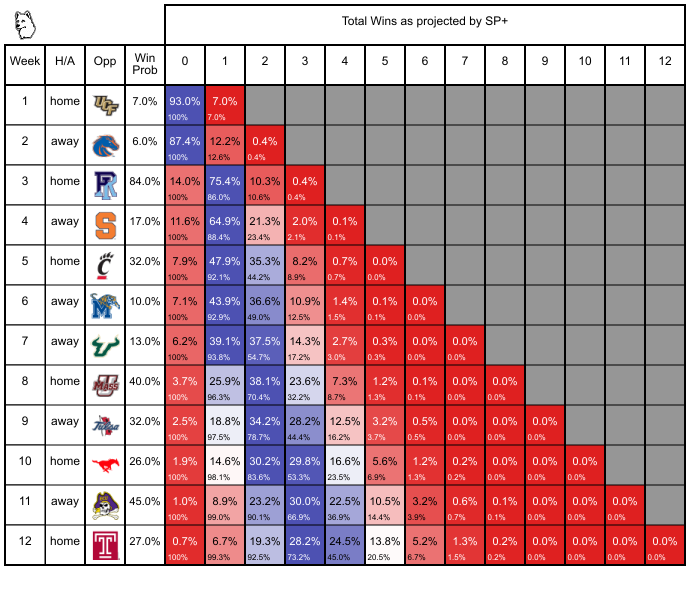 Total Wins as projected by SP+
Week H/A Opp Win Prob 0 1 2 3 4 5 6 7 8 9 10 11 12
1 home UCF 7.0% 93.0% 7.0%
100% 7.0%
2 away 6.0% 87.4% 12.2% 0.4%
100% 12.6% 0.4%
3 home R 84.0% 14.0% 75.4% 10.3% 0.4%
100% 86.0% 10.6% 0.4%
4 away S 17.0% 11.6% 64.9% 21.3% 2.0% 0.1%
100% 88.4% 23.4% 2.1% 0.1%
5 home C 32.0% 7.9% 47.9% 35.3% 8.2% 0.7% 0.0%
100% 92.1% 44.2% 8.9% 0.7% 0.0%
6 away M 10.0% 7.1% 43.9% 36.6% 10.9% 1.4% 0.1% 0.0%
100% 92.9% 49.0% 12.5% 1.5% 0.1% 0.0%
7 away 13.0% 6.2% 39.1% 37.5% 14.3% 2.7% 0.3% 0.0% 0.0%
100% 93.8% 54.7% 17.2% 3.0% 0.3% 0.0% 0.0%
8 home UMass 40.0% 3.7% 25.9% 38.1% 23.6% 7.3% 1.2% 0.1% 0.0% 0.0%
100% 96.3% 70.4% 32.2% 8.7% 1.3% 0.1% 0.0% 0.0%
9 away Tulsa 32.0% 2.5% 18.8% 34.2% 28.2% 12.5% 3.2% 0.5% 0.0% 0.0% 0.0%
100% 97.5% 78.7% 44.4% 16.2% 3.7% 0.5% 0.0% 0.0% 0.0%
10 home 26.0% 1.9% 14.6% 30.2% 29.8% 16.6% 5.6% 1.2% 0.2% 0.0% 0.0% 0.0%
100% 98.1% 83.6% 53.3% 23.5% 6.9% 1.3% 0.2% 0.0% 0.0% 0.0%
11 away 45.0% 1.0% 8.9% 23.2% 30.0% 22.5% 10.5% 3.2% 0.6% 0.1% 0.0% 0.0% 0.0%
100% 99.0% 90.1% 66.9% 36.9% 14.4% 3.9% 0.7% 0.1% 0.0% 0.0% 0.0%
12 home T 27.0% 0.7% 6.7% 19.3% 28.2% 24.5% 13.8% 5.2% 1.3% 0.2% 0.0% 0.0% 0.0% 0.0%
100% 99.3% 92.5% 73.2% 45.0% 20.5% 6.7% 1.5% 0.2% 0.0% 0.0% 0.0% 0.0%